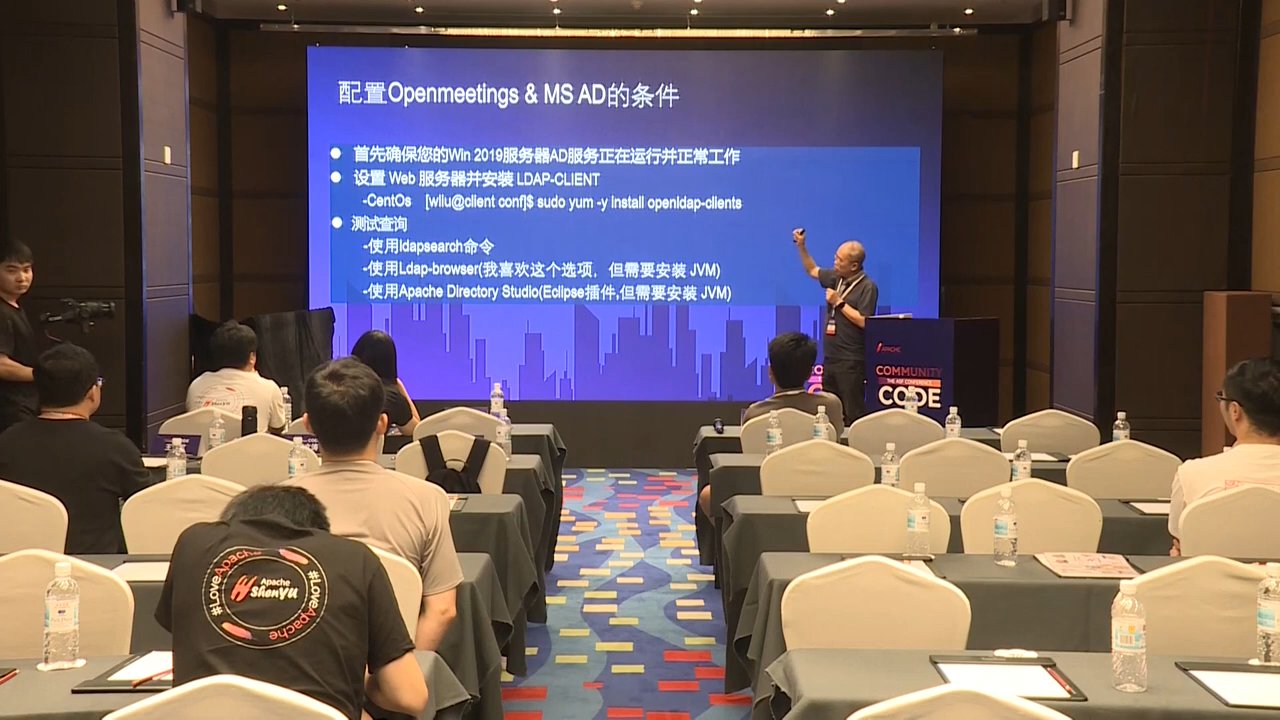 配置Openmeetings & MS AD的条件
首先确保您的Win 2019服务器AD服务正在运行并正常工作
设置 Web 服务器并安装 LDAP-CLIENT
-CentOs [wliu@client conf]$ sudo yum -y install openldap-clients
测试查询
-使用ldapsearch命令
-使用Ldap-browser(我喜欢这个选项，但需要安装 JVM)
-使用Apache Directory Studio(Eclipse插件,但需要安装 JVM)
APACHE
COMMUNITY
THE ASF CONFERENCE
CODE
#LoveApache
Apache
ShenYu
#LoveApache
ShenYu